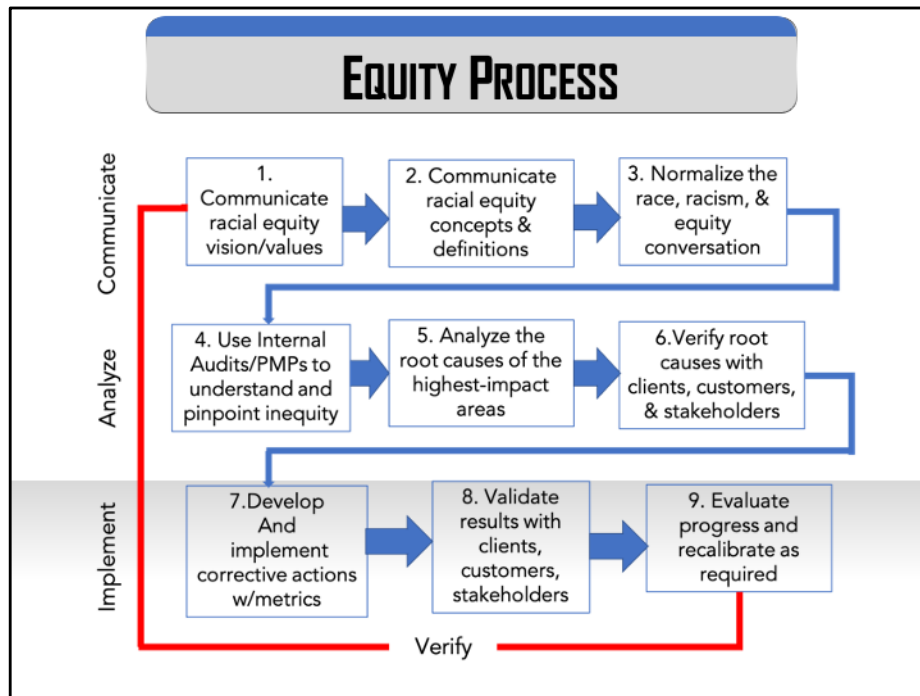 EQUITY PROCESS
Communicate
1.
Communicate
racial equity
vision/values
2. Communicate
racial equity
concepts &
definitions
3. Normalize the
race, racism, &
equity
conversation
Analyze
4. Use Internal
Audits/PMPs to
understand and
pinpoint inequity
5. Analyze the
root causes of the
highest-impact
areas
6.Verify root
causes with
clients, customers,
& stakeholders
Implement
7.Develop
And
implement
corrective actions
w/metrics
8. Validate
results with
clients,
customers,
stakeholders
9. Evaluate
progress and
recalibrate as
required
Verify